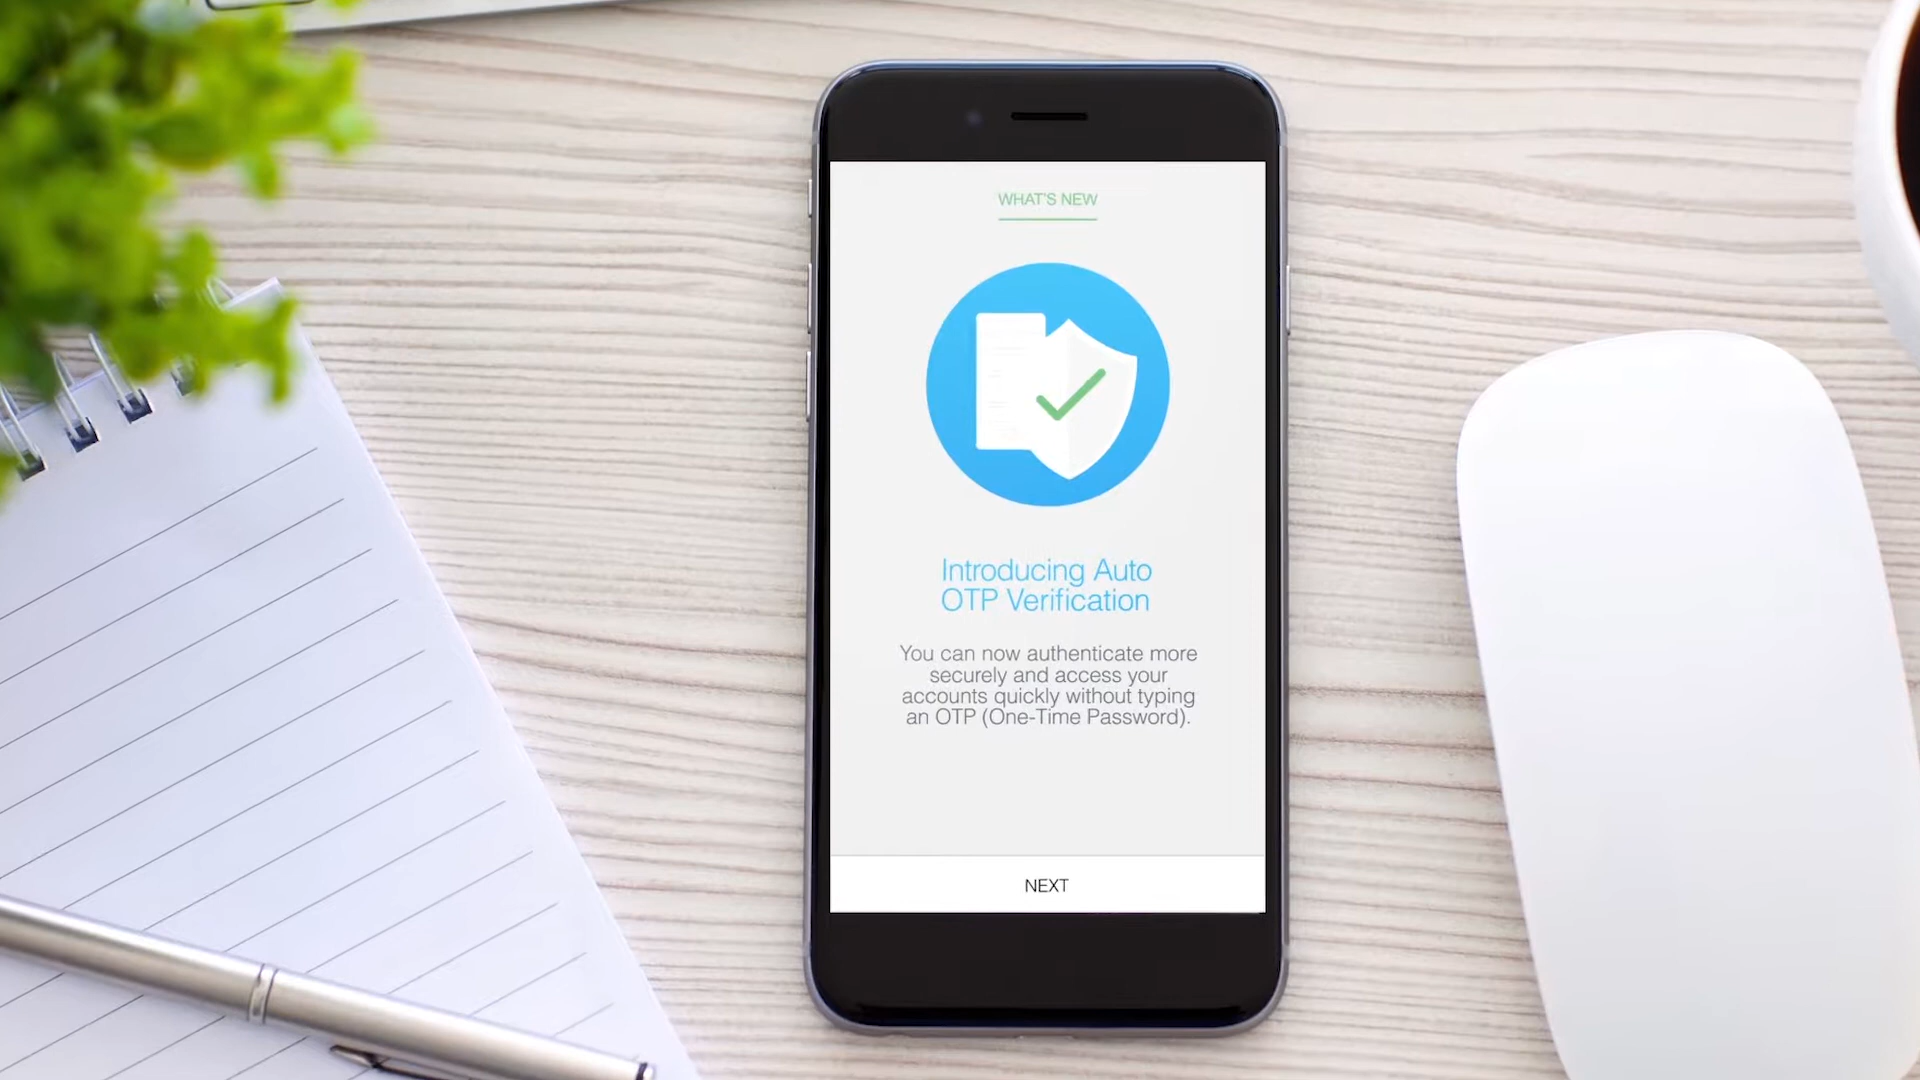 WHAT'S NEW
Introducing Auto
OTP Verification
You can now authenticate more
securely and access your
accounts quickly without typing
an OTP (One-Time Password).
NEXT